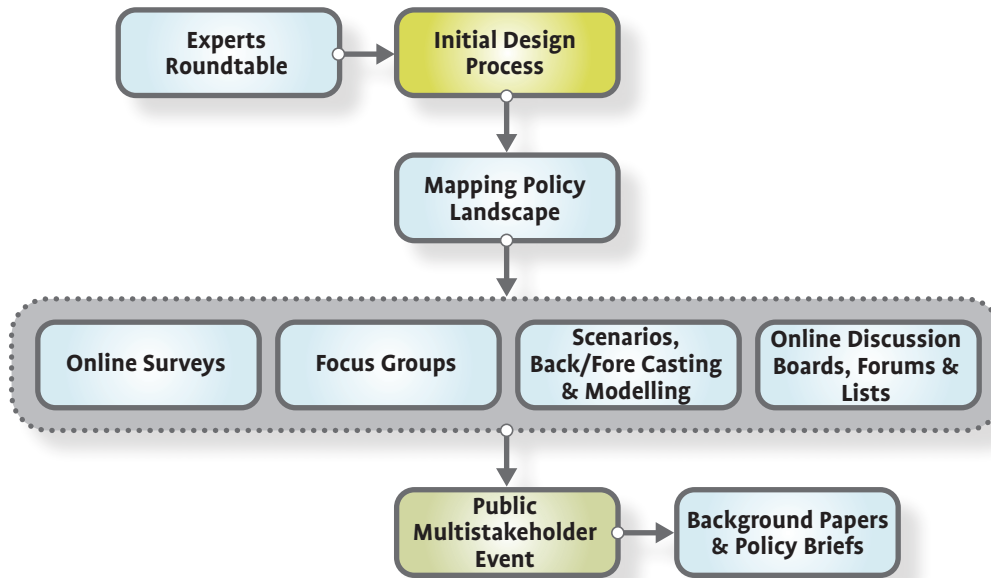 Experts
Roundtable
Initial Design
Process
Mapping Policy
Landscape
Online Surveys
Focus Groups
Scenarios,
Back/Fore Casting
& Modelling
Online Discussion
Boards, Forums &
Lists
Public
Multistakeholder
Event
Background Papers
& Policy Briefs